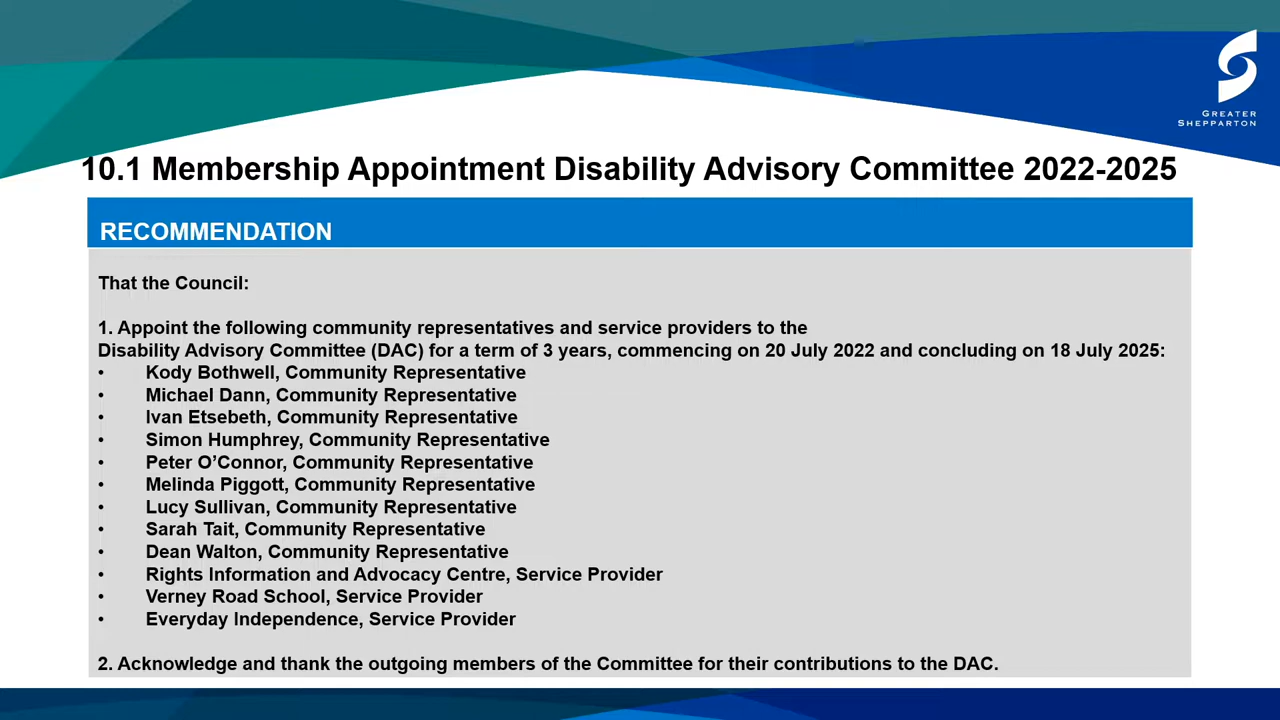 GREATER
SHEPPARTON
10.1 Membership Appointment Disability Advisory Committee 2022-2025
RECOMMENDATION
That the Council:
1. Appoint the following community representatives and service providers to the
Disability Advisory Committee (DAC) for a term of 3 years, commencing on 20 July 2022 and concluding on 18 July 2025:
• Kody Bothwell, Community Representative
• Michael Dann, Community Representative
• Ivan Etsebeth, Community Representative
• Simon Humphrey, Community Representative
• Peter O’Connor, Community Representative
• Melinda Piggott, Community Representative
• Lucy Sullivan, Community Representative
• Sarah Tait, Community Representative
• Dean Walton, Community Representative
• Rights Information and Advocacy Centre, Service Provider
• Verney Road School, Service Provider
• Everyday Independence, Service Provider
2. Acknowledge and thank the outgoing members of the Committee for their contributions to the DAC.